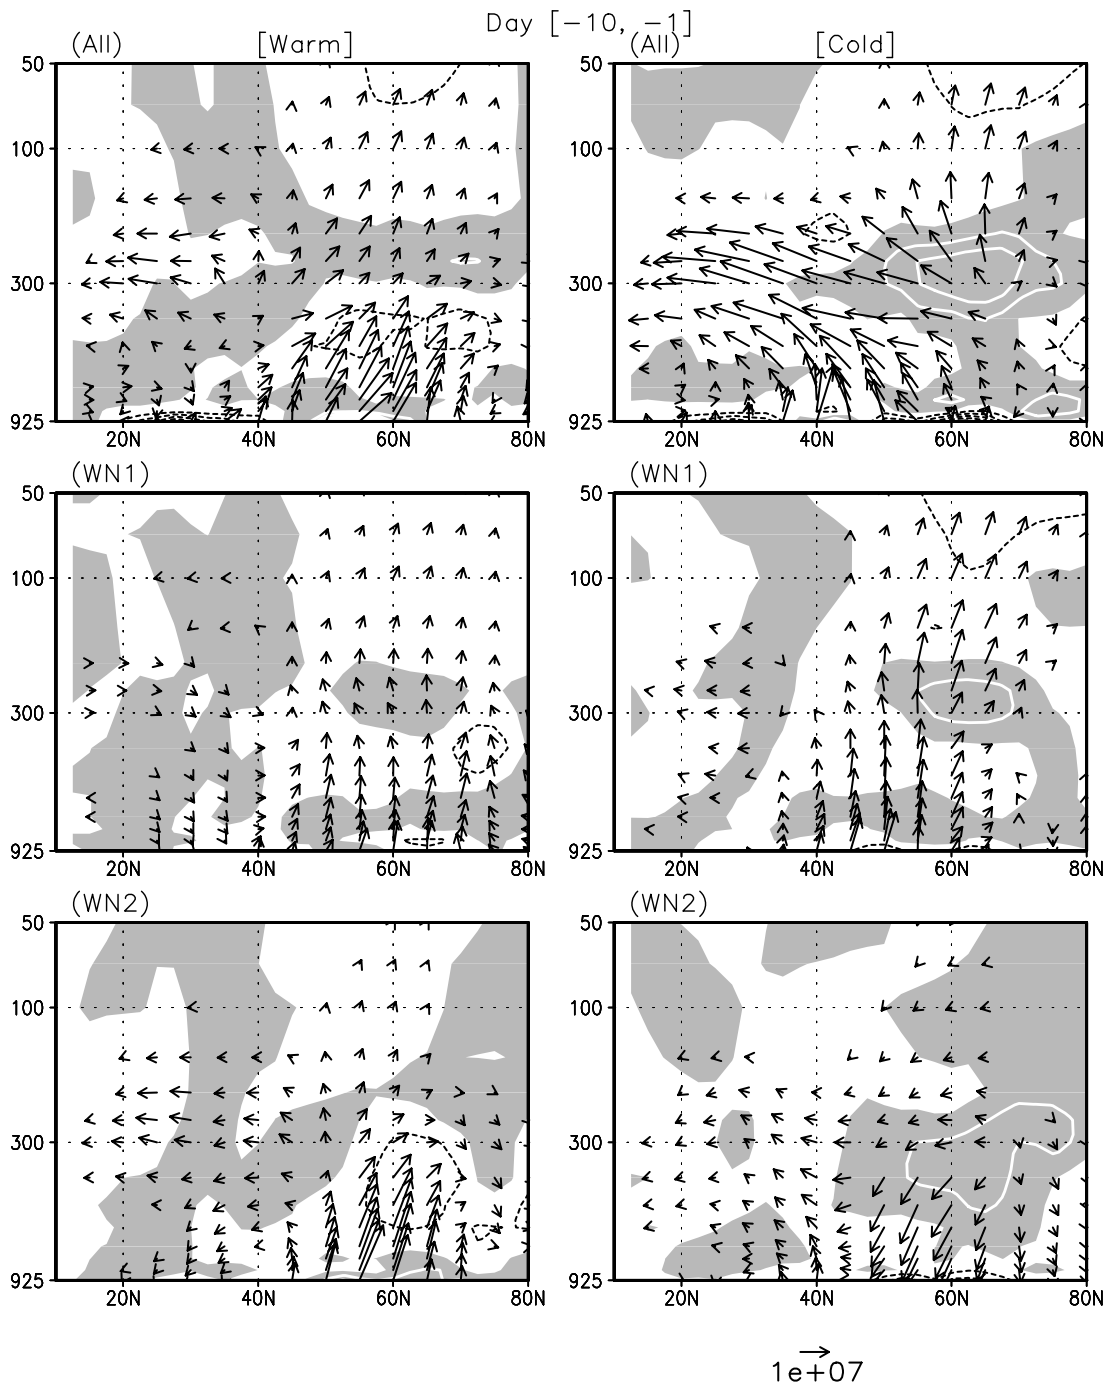 Day [−10, −1]
(All) [Warm] (All) [Cold]
50 50
100 100
300 300
925 925
20N 40N 60N 80N 20N 40N 60N 80N
(WN1) (WN1)
50 50
100 100
300 300
925 925
20N 40N 60N 80N 20N 40N 60N 80N
(WN2) (WN2)
50 50
100 100
300 300
925 925
20N 40N 60N 80N 20N 40N 60N 80N
1e+07